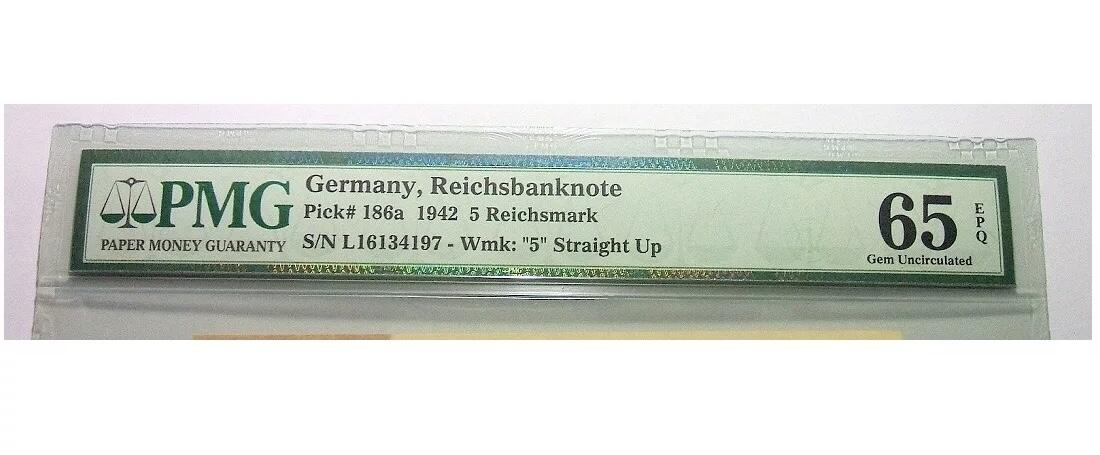 PMG
PAPER MONEY GUARANTY
Germany, Reichsbanknote
Pick# 186a 1942 5 Reichsmark
S/N L16134197 - Wmk: "5" Straight Up
65
EPQ
Gem Uncirculated